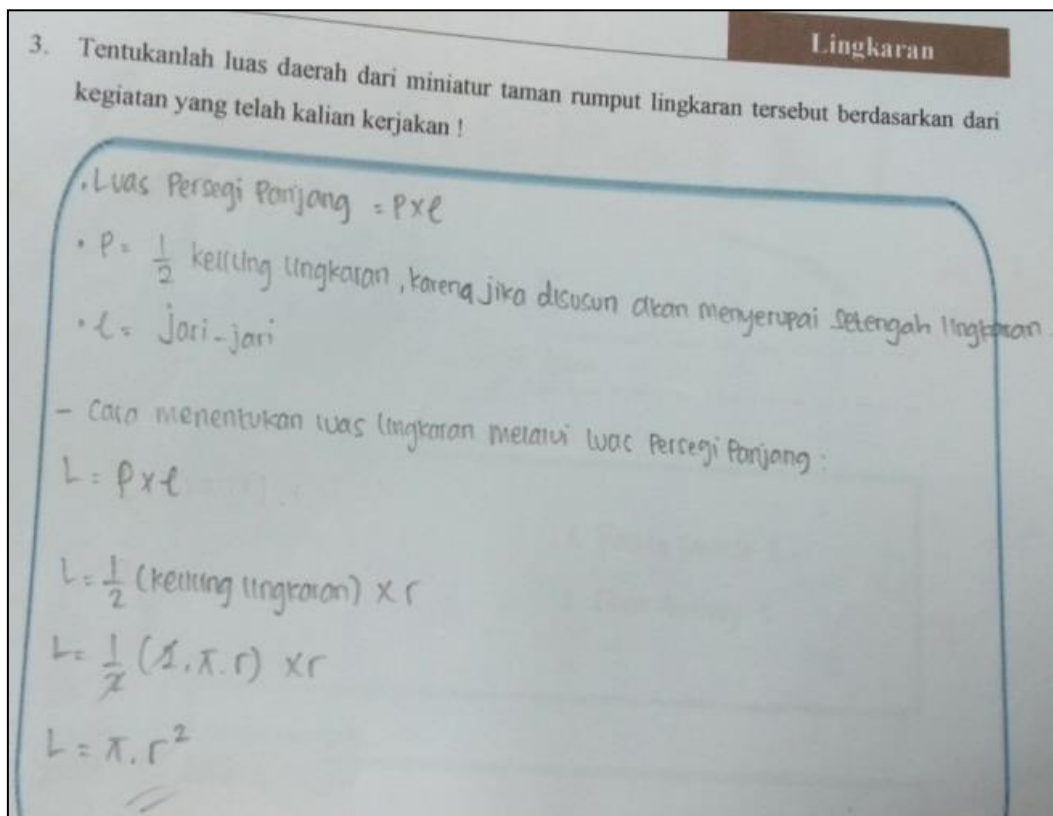 Lingkaran
3. Tentukanlah luas daerah dari miniatur taman rumput lingkaran tersebut berdasarkan dari
kegiatan yang telah kalian kerjakan !
. Luas Persegi Panjang = P x l
. P = 1/2 keliling lingkaran, karena jika disusun akan menyerupai setengah lingkaran.
. l = jari-jari
- Cara menentukan luas lingkaran melalui luas Persegi Panjang :
L = P x l
L = 1/2 (keliling lingkaran) x r
L = 1/2 (2.π.r) x r
L = π.r²